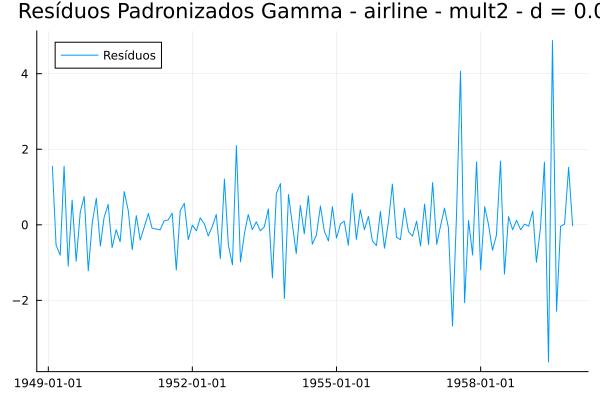 Resíduos Padronizados Gamma - airline - mult2 - d = 0.0
Resíduos
4
2
0
−2
1949-01-01 1952-01-01 1955-01-01 1958-01-01